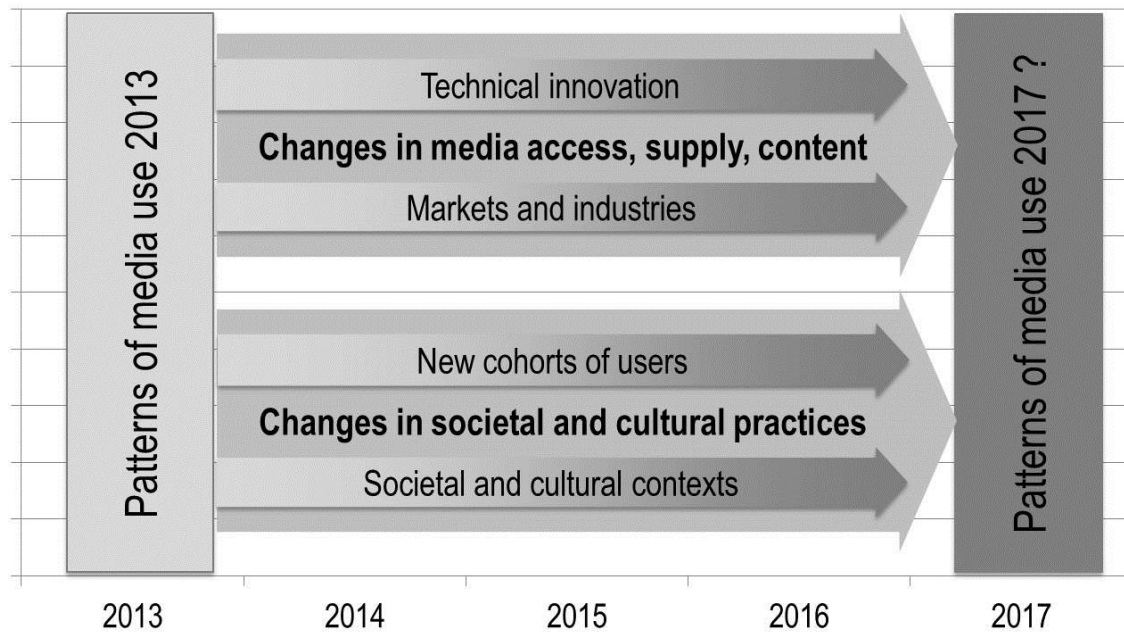 Patterns of media use 2013
Technical innovation
Changes in media access, supply, content
Markets and industries
New cohorts of users
Changes in societal and cultural practices
Societal and cultural contexts
Patterns of media use 2017 ?
2013
2014
2015
2016
2017